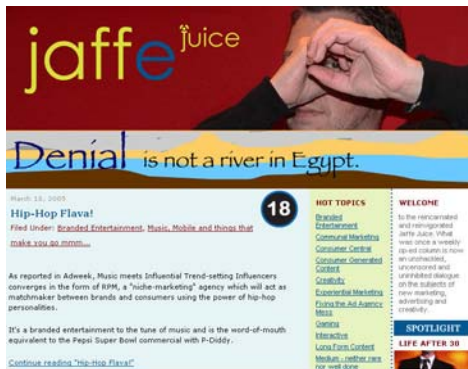 jaffe juice
Denial is not a river in Egypt.
March 18, 2005
18
Hip-Hop Flava!
Filed Under: Branded Entertainment, Music, Mobile and things that
make you go mmm...
As reported in Adweek, Music meets Influential Trend-setting Influencers
converges in the form of RPM, a "niche-marketing" agency which will act as
matchmaker between brands and consumers using the power of hip-hop
personalities.
It's a branded entertainment to the tune of music and is the word-of-mouth
equivalent to the Pepsi Super Bowl commercial with P-Diddy.
Continue reading "Hip-Hop Flava!"
HOT TOPICS
Branded
Entertainment
Communal Marketing
Consumer Central
Consumer Generated
Content
Creativity
Experiential Marketing
Fixing the Ad Agency
Mess
Gaming
Interactive
Long Form Content
Medium - neither rare
nor well done
WELCOME
to the reincarnated
and reinvigorated
Jaffe Juice. What
was once a weekly
op-ed column is now
an unshackled,
uncensored and
uninhibited dialogue
on the subjects of
new marketing,
advertising and
creativity.
SPOTLIGHT
LIFE AFTER 30